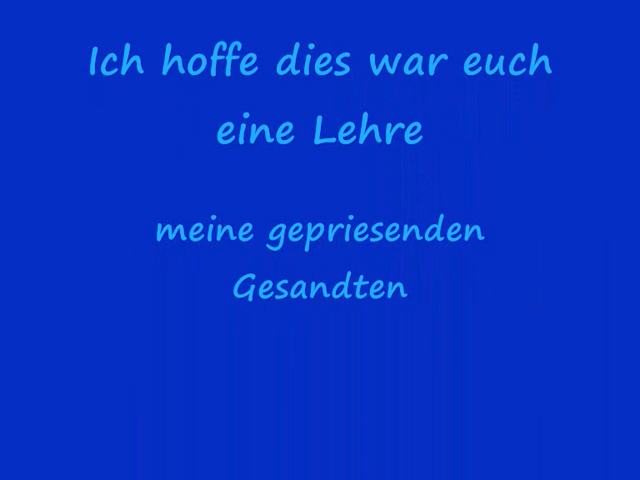 Ich hoffe dies war euch
eine Lehre
meine gepriesenden
Gesandten